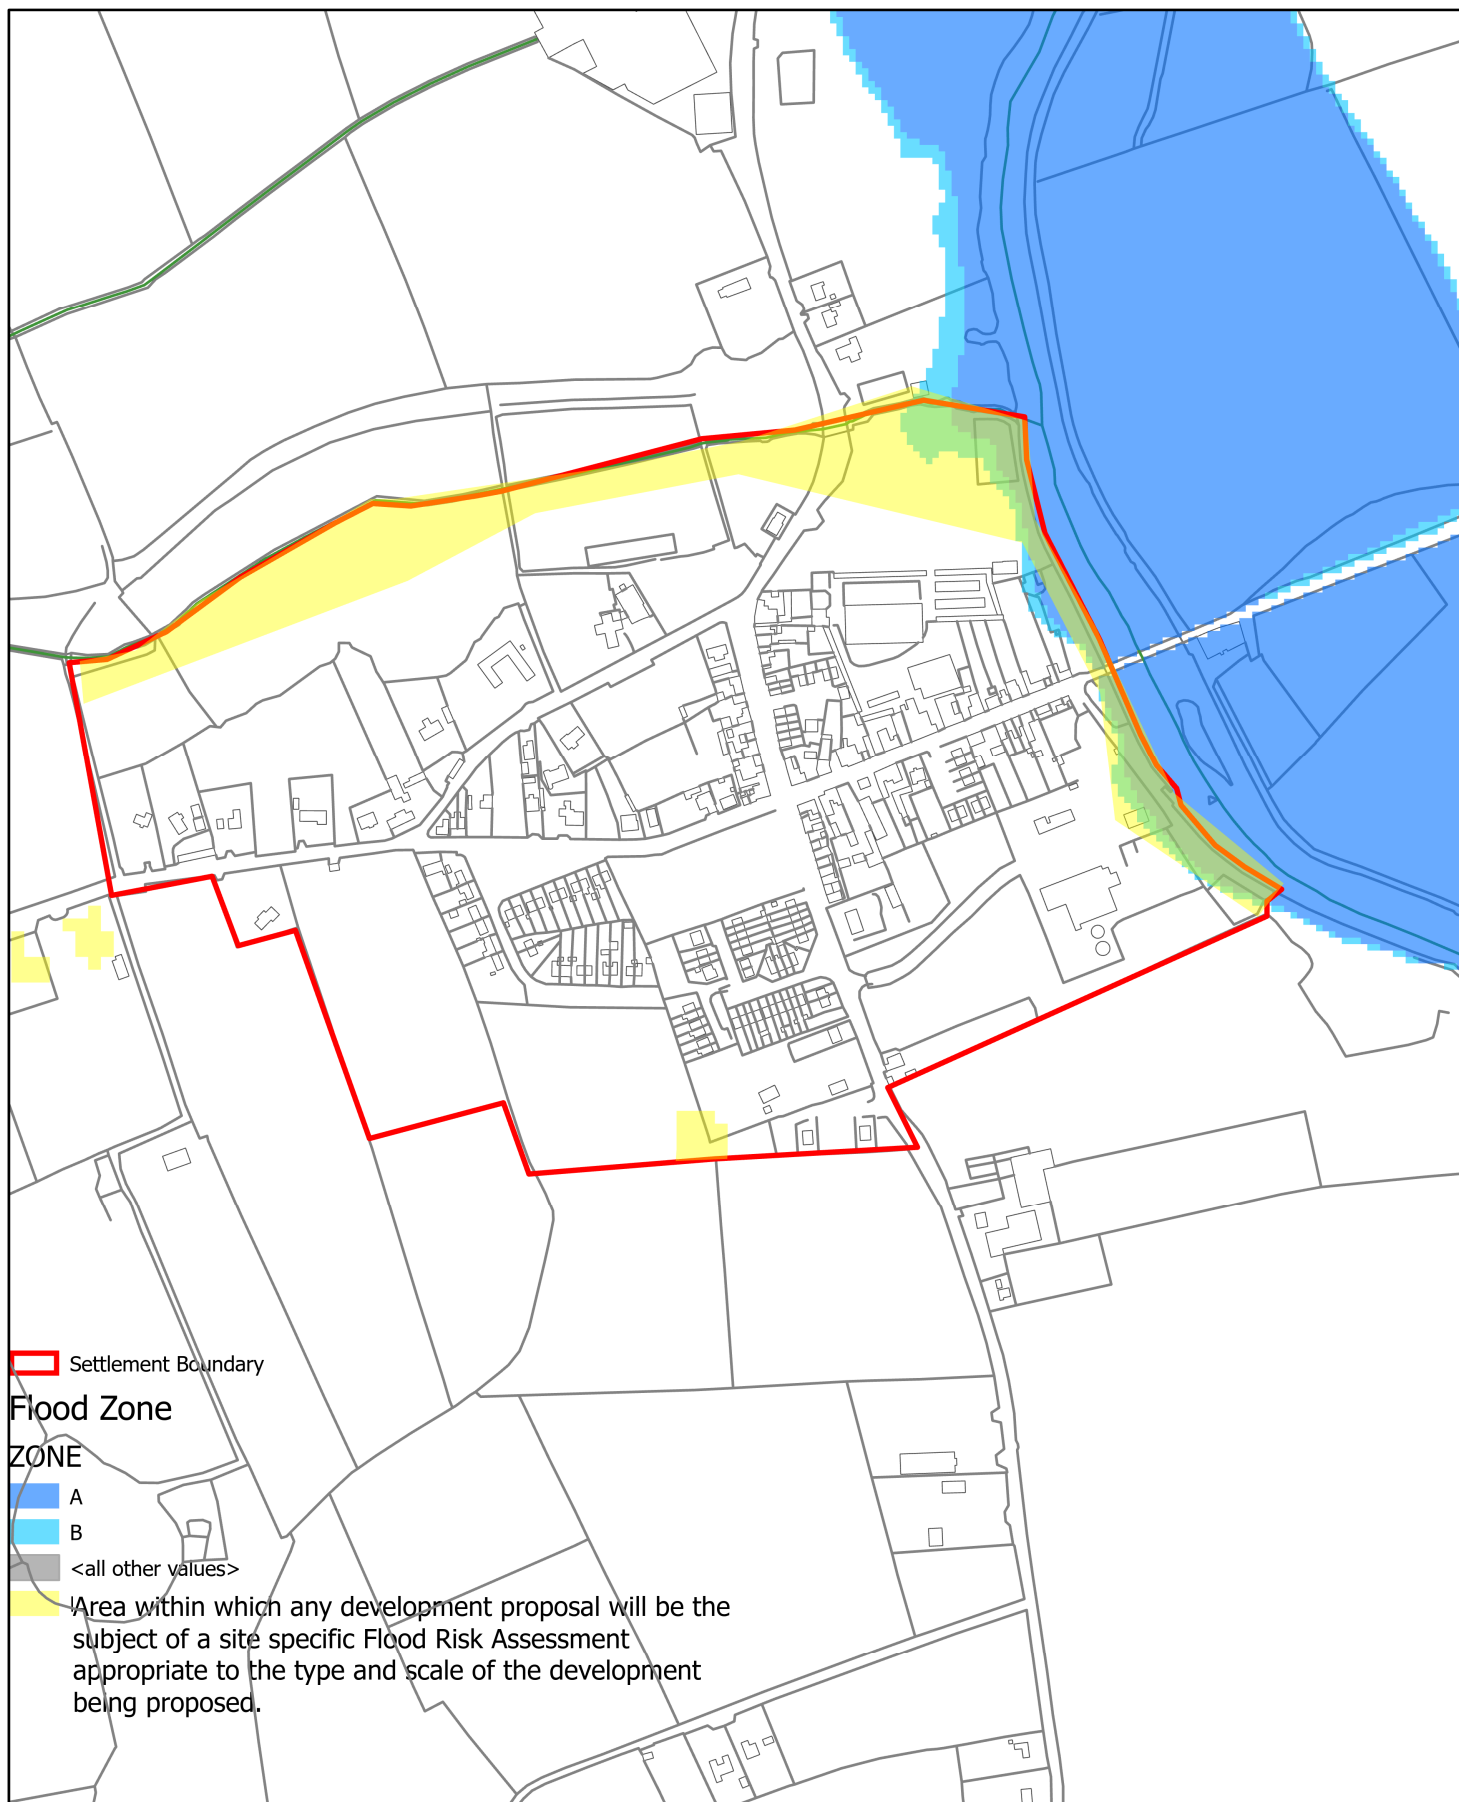 Settlement Boundary
Flood Zone
ZONE
A
B
<all other values>
Area within which any development proposal will be the
subject of a site specific Flood Risk Assessment
appropriate to the type and scale of the development
being proposed.